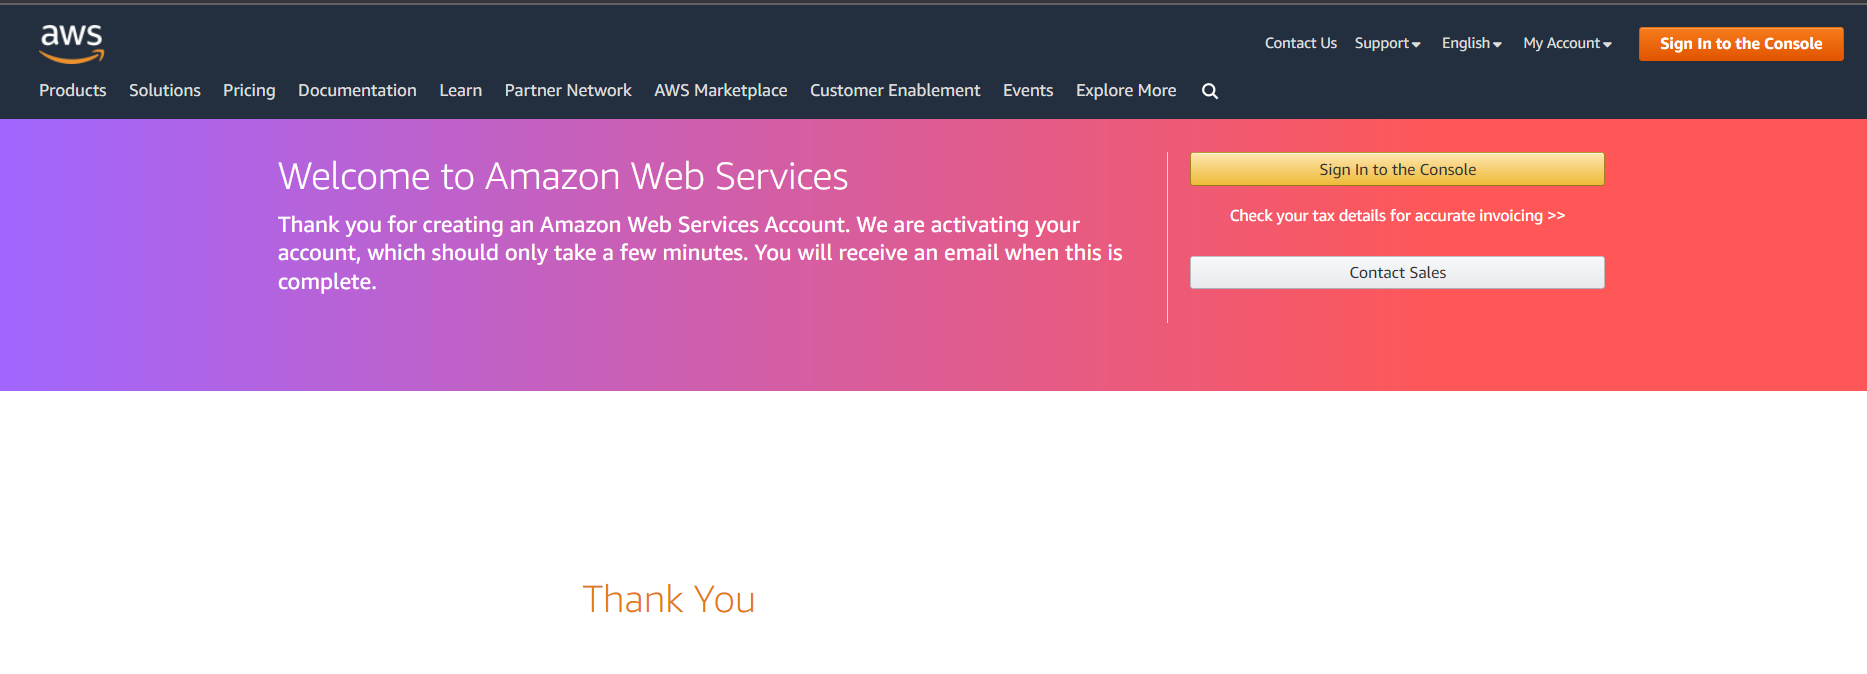 aws
Contact Us Support English My Account Sign In to the Console
Products Solutions Pricing Documentation Learn Partner Network AWS Marketplace Customer Enablement Events Explore More
Welcome to Amazon Web Services
Thank you for creating an Amazon Web Services Account. We are activating your
account, which should only take a few minutes. You will receive an email when this is
complete.
Sign In to the Console
Check your tax details for accurate invoicing >>
Contact Sales
Thank You